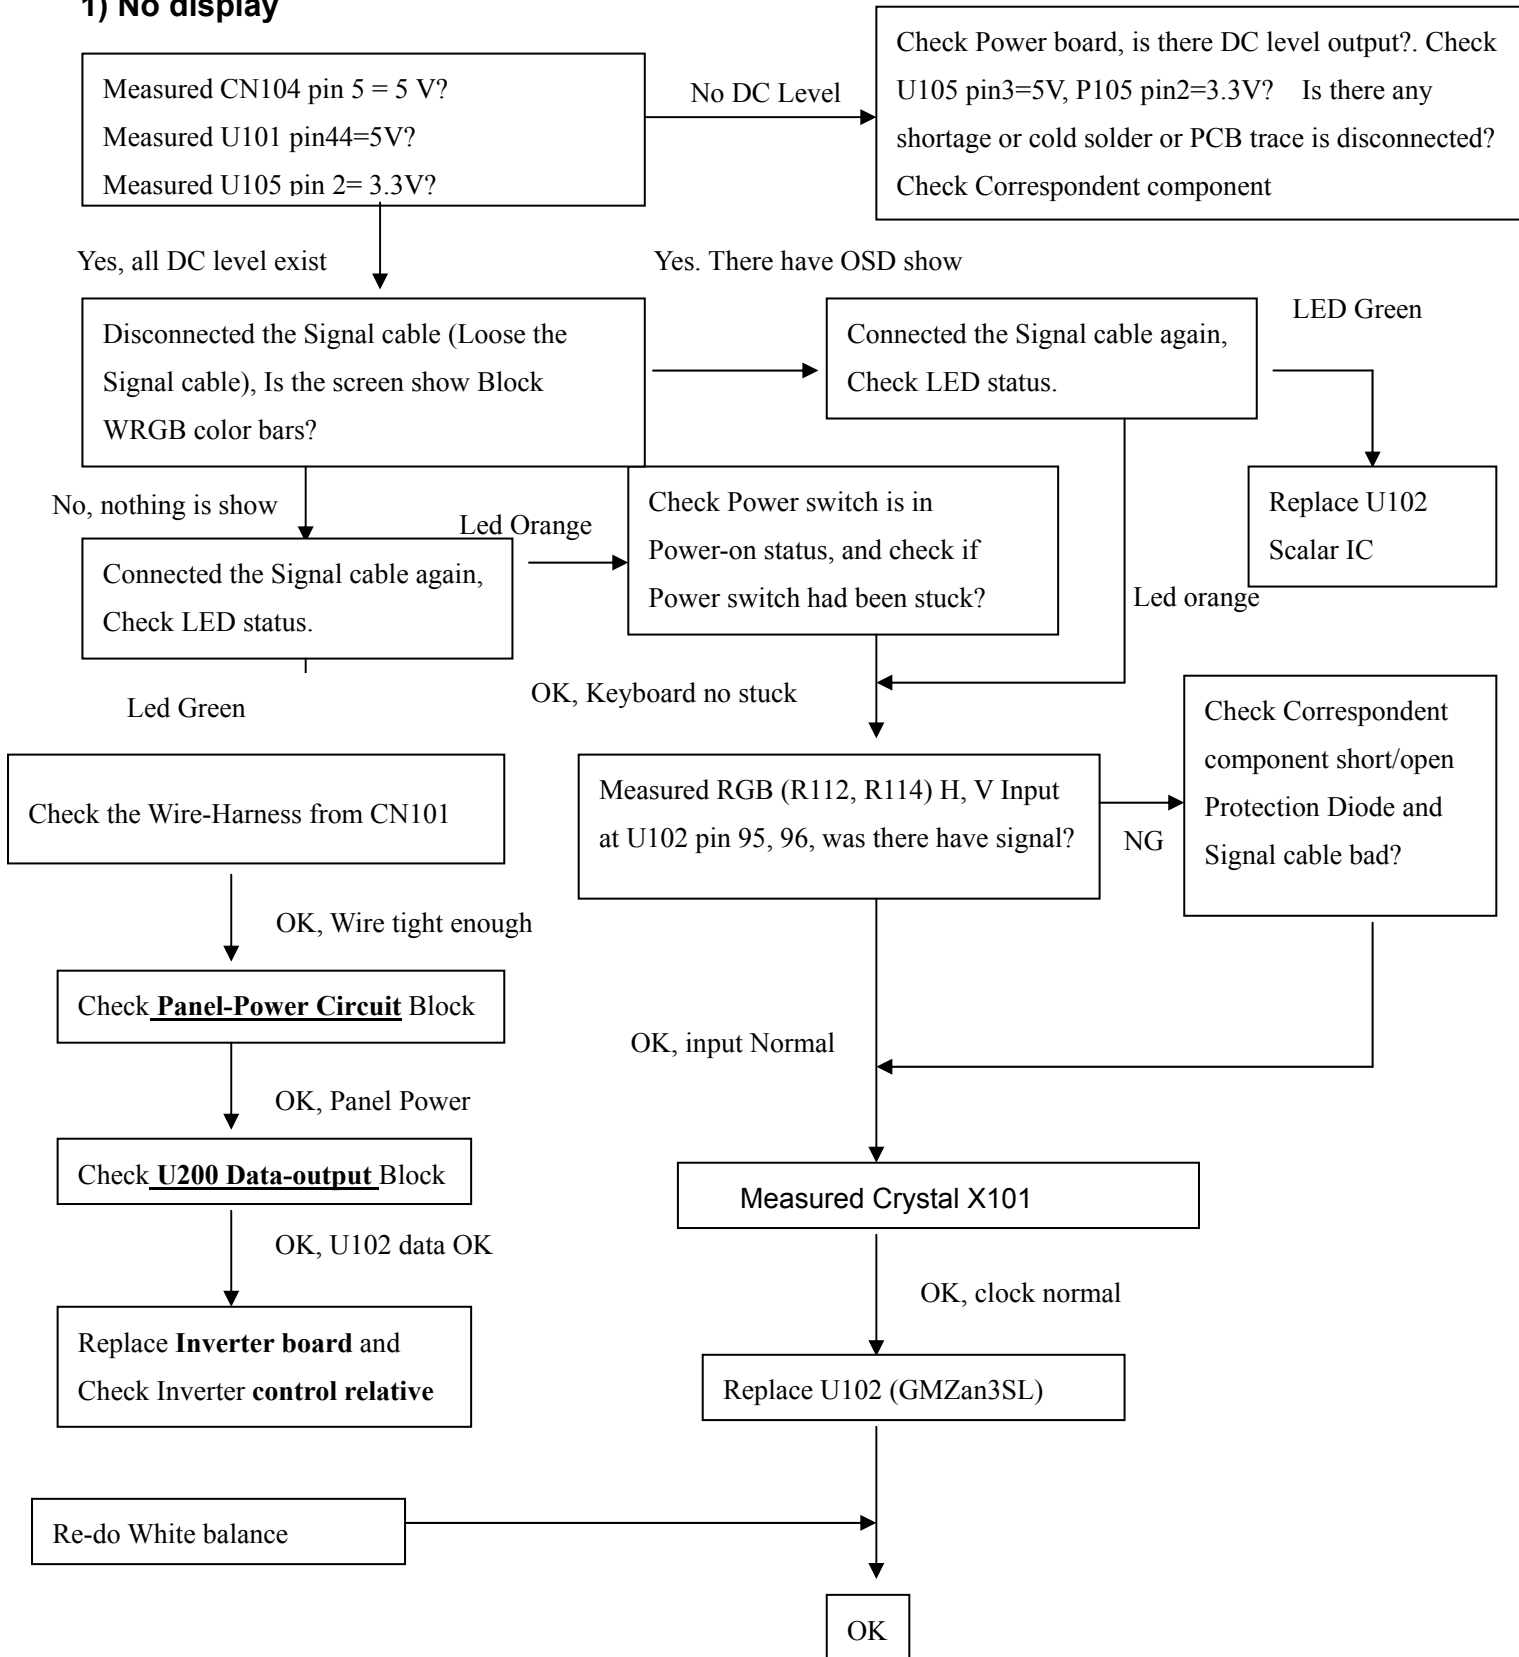 1) No display
Measured CN104 pin 5 = 5 V?
Measured U101 pin44=5V?
Measured U105 pin 2= 3.3V?
No DC Level
Check Power board, is there DC level output?. Check
U105 pin3=5V, P105 pin2=3.3V? Is there any
shortage or cold solder or PCB trace is disconnected?
Check Correspondent component
Yes, all DC level exist
Yes. There have OSD show
Disconnected the Signal cable (Loose the
Signal cable), Is the screen show Block
WRGB color bars?
Connected the Signal cable again,
Check LED status.
LED Green
Replace U102
Scalar IC
No, nothing is show
Led Orange
Connected the Signal cable again,
Check LED status.
Check Power switch is in
Power-on status, and check if
Power switch had been stuck?
Led orange
Led Green
OK, Keyboard no stuck
Check the Wire-Harness from CN101
Measured RGB (R112, R114) H, V Input
at U102 pin 95, 96, was there have signal?
NG
Check Correspondent
component short/open
Protection Diode and
Signal cable bad?
OK, Wire tight enough
Check Panel-Power Circuit Block
OK, input Normal
OK, Panel Power
Check U200 Data-output Block
Measured Crystal X101
OK, U102 data OK
OK, clock normal
Replace Inverter board and
Check Inverter control relative
Replace U102 (GMZan3SL)
Re-do White balance
OK